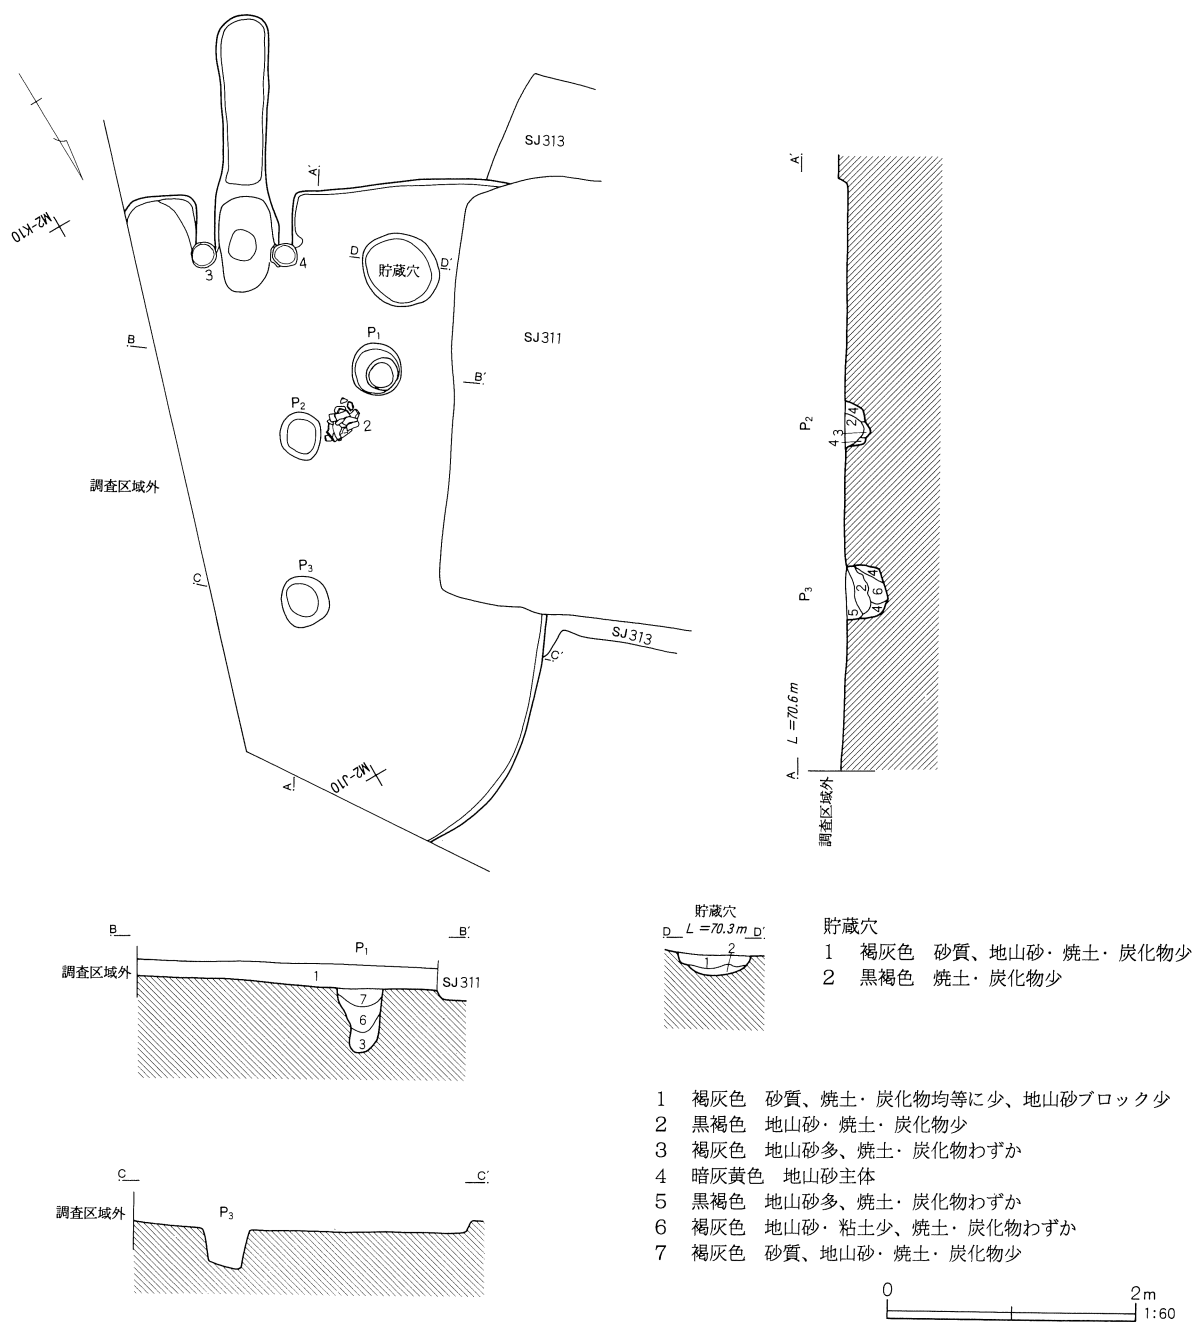 SJ313
A′
M2-K10
3
4
D
貯蔵穴
D′
SJ311
P1
B
B′
P2
2
調査区域外
P3
C
SJ313
C′
M2-J10
A
A′
P2
4
2
3
4
P3
4
2
6
5
4
L=70.6m
A
調査区域外
B
B′
P1
調査区域外
1
SJ311
7
6
3
C
C′
調査区域外
P3
貯蔵穴
D L=70.3m D′
1
2
貯蔵穴
1 褐灰色 砂質、地山砂・焼土・炭化物少
2 黒褐色 焼土・炭化物少
1 褐灰色 砂質、焼土・炭化物均等に少、地山砂ブロック少
2 黒褐色 地山砂・焼土・炭化物少
3 褐灰色 地山砂多、焼土・炭化物わずか
4 暗灰黄色 地山砂主体
5 黒褐色 地山砂多、焼土・炭化物わずか
6 褐灰色 地山砂・粘土少、焼土・炭化物わずか
7 褐灰色 砂質、地山砂・焼土・炭化物少
0 2m
1:60